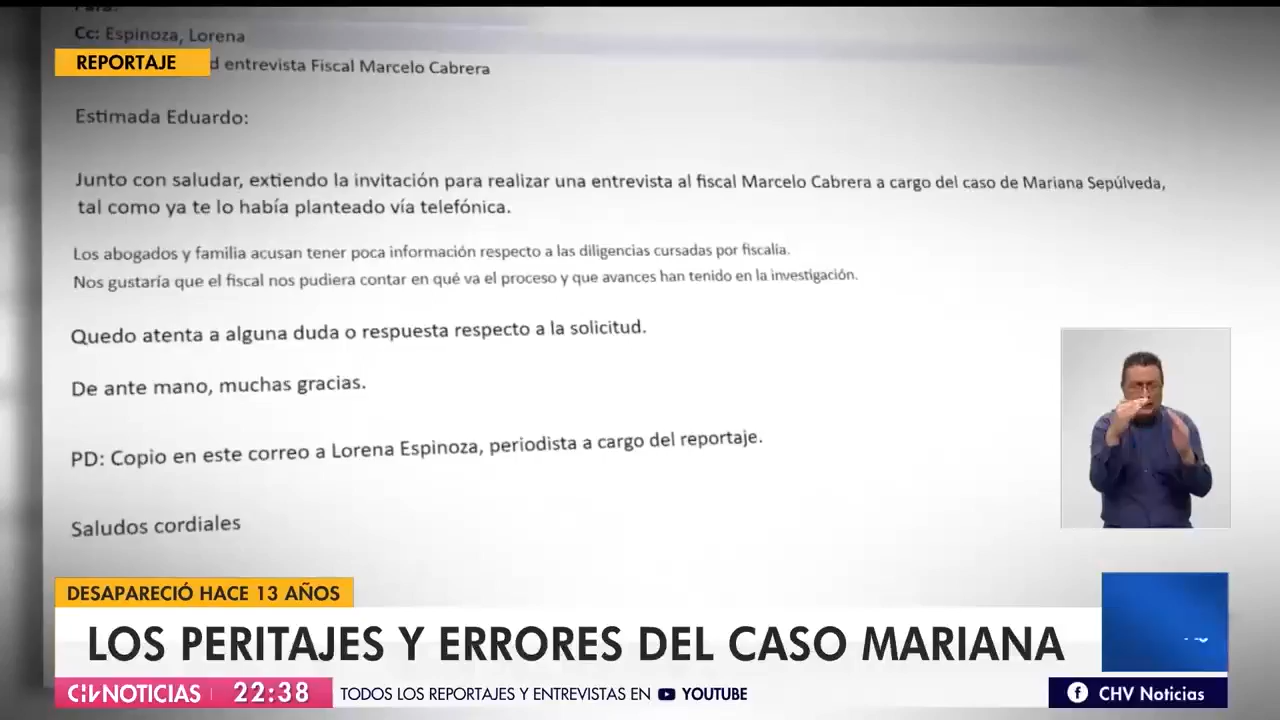 Para:
Cc: Espinoza, Lorena
REPORTAJE
d entrevista Fiscal Marcelo Cabrera
Estimada Eduardo:
Junto con saludar, extiendo la invitación para realizar una entrevista al fiscal Marcelo Cabrera a cargo del caso de Mariana Sepúlveda,
tal como ya te lo había planteado vía telefónica.
Los abogados y familia acusan tener poca información respecto a las diligencias cursadas por fiscalía.
Nos gustaría que el fiscal nos pudiera contar en qué va el proceso y que avances han tenido en la investigación.
Quedo atenta a alguna duda o respuesta respecto a la solicitud.
De ante mano, muchas gracias.
PD: Copio en este correo a Lorena Espinoza, periodista a cargo del reportaje.
Saludos cordiales
DESAPARECIÓ HACE 13 AÑOS
LOS PERITAJES Y ERRORES DEL CASO MARIANA
CHV NOTICIAS 22:38 TODOS LOS REPORTAJES Y ENTREVISTAS EN YOUTUBE
CHV Noticias